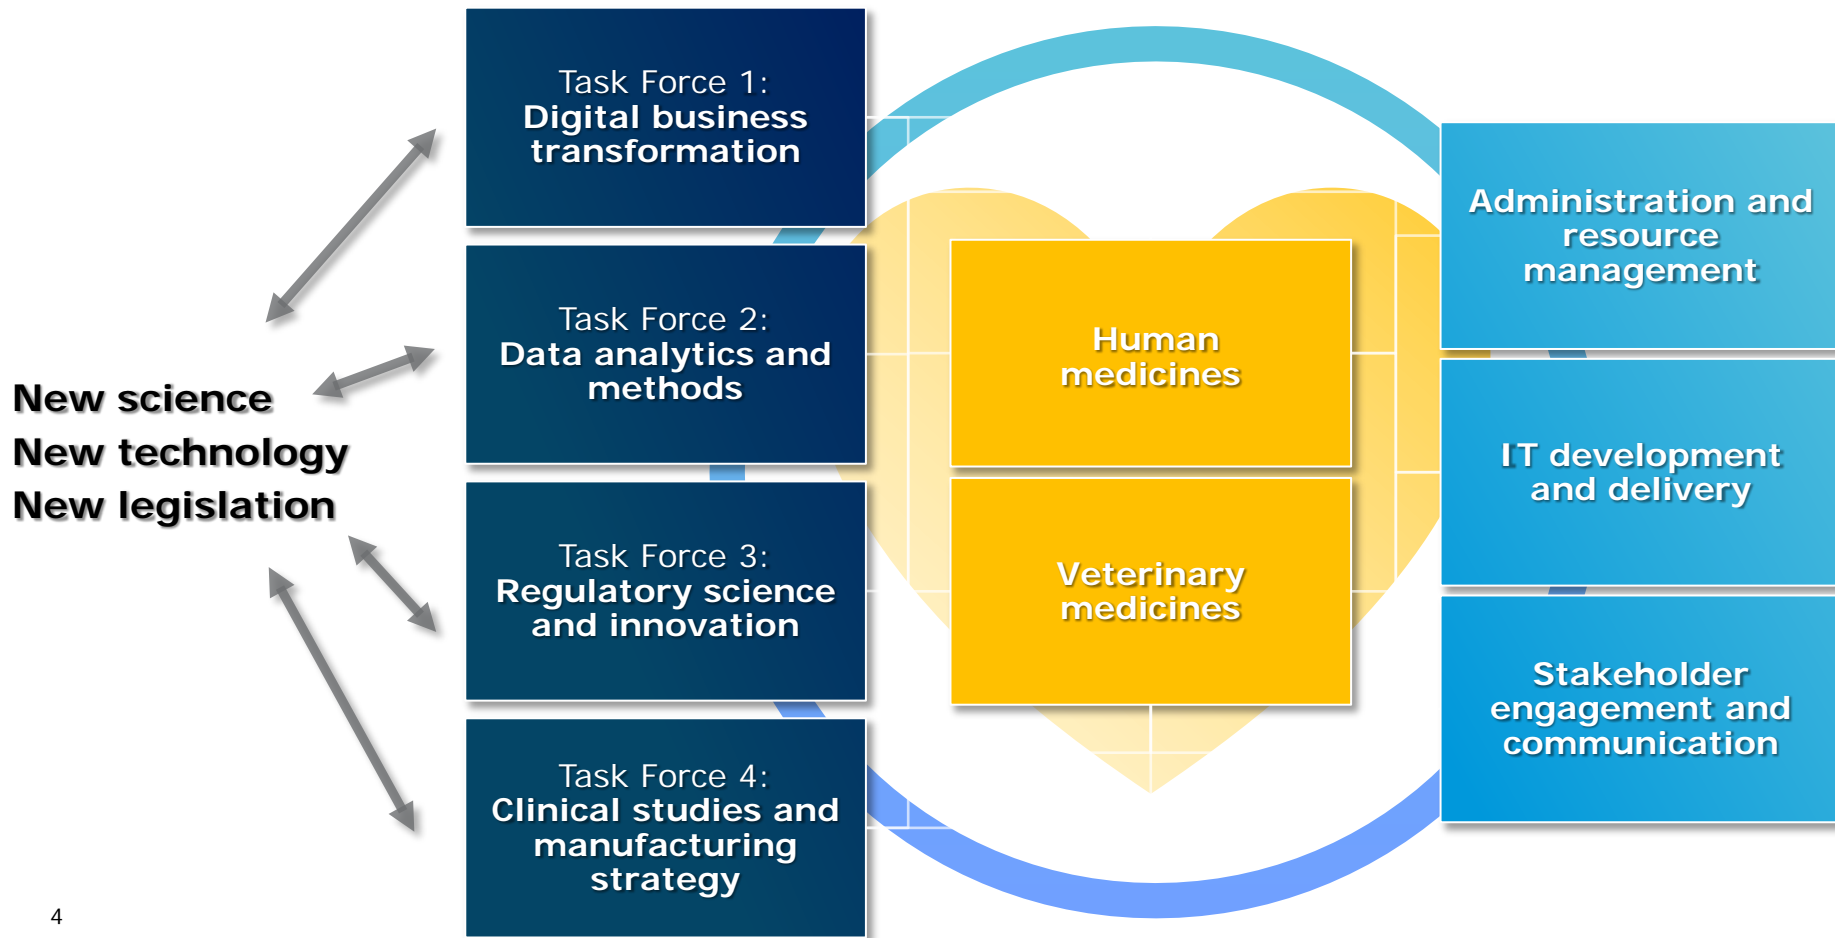 Task Force 1:
Digital business
transformation
Task Force 2:
Data analytics and
methods
Task Force 3:
Regulatory science
and innovation
Task Force 4:
Clinical studies and
manufacturing
strategy
New science
New technology
New legislation
Human
medicines
Veterinary
medicines
Administration and
resource
management
IT development
and delivery
Stakeholder
engagement and
communication
4